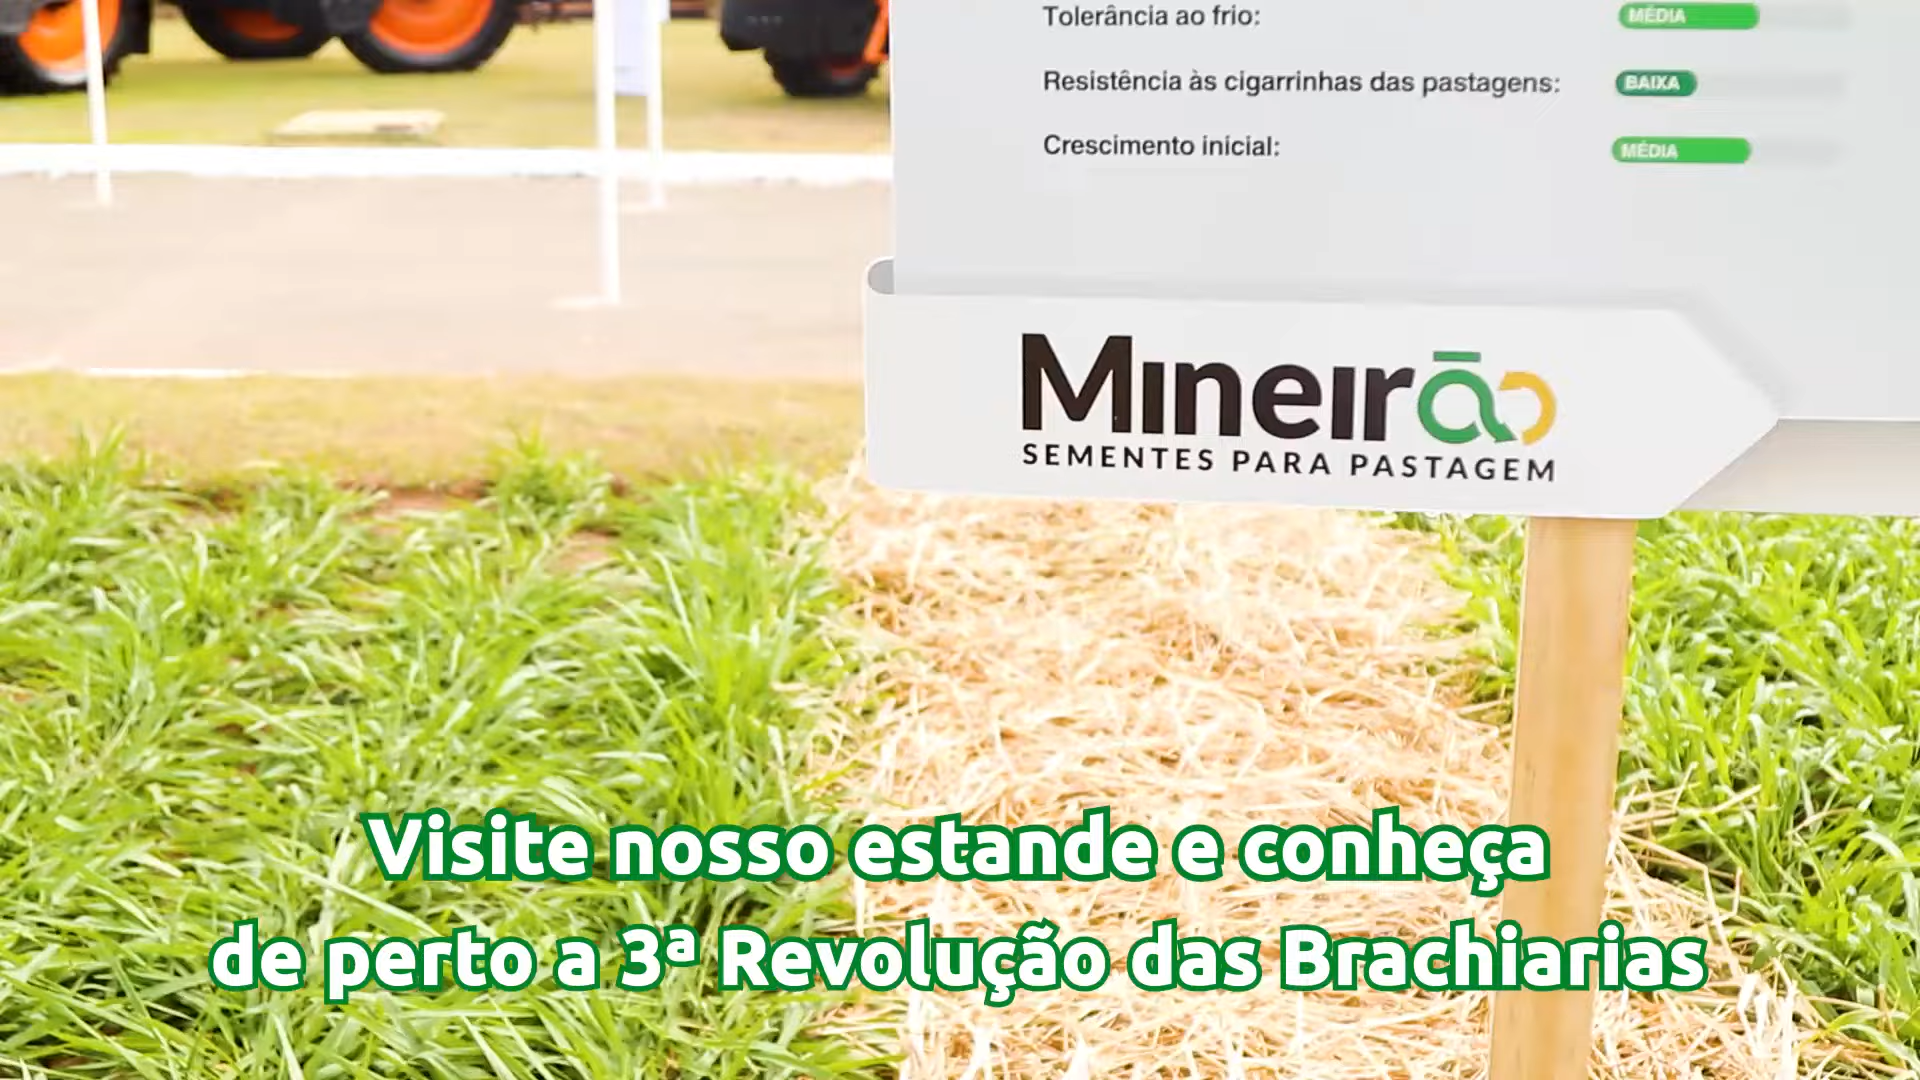 Tolerância ao frio: MÉDIA
Resistência às cigarrinhas das pastagens: BAIXA
Crescimento inicial: MÉDIA
Mineirão
SEMENTES PARA PASTAGEM
Visite nosso estande e conheça
de perto a 3ª Revolução das Brachiarias